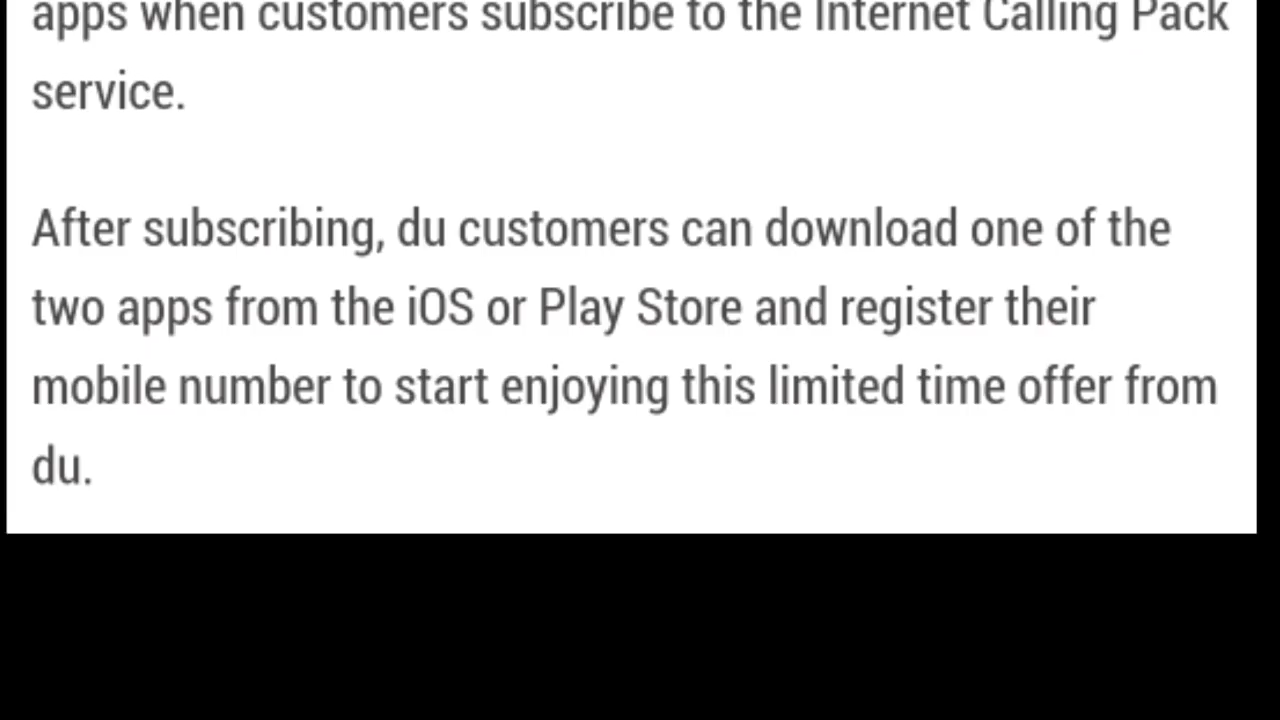 apps when customers subscribe to the Internet Calling Pack
service.
After subscribing, du customers can download one of the
two apps from the iOS or Play Store and register their
mobile number to start enjoying this limited time offer from
du.